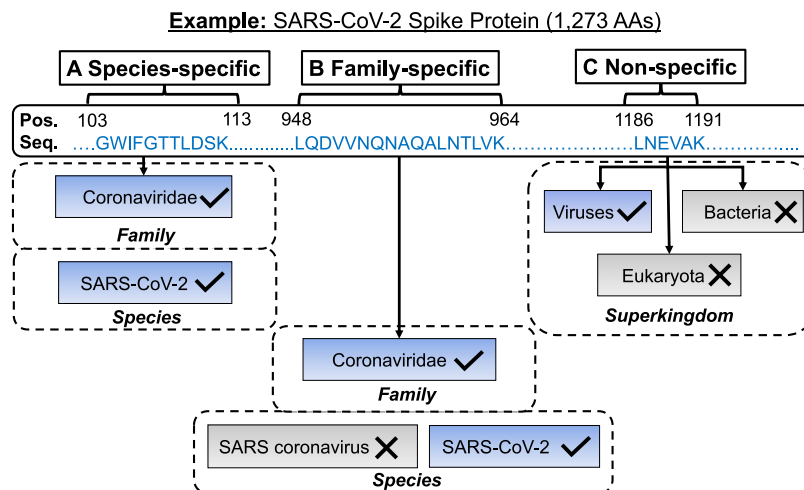 Example: SARS-CoV-2 Spike Protein (1,273 AAs)
A Species-specific B Family-specific C Non-specific
Pos. 103 113 948 964 1186 1191
Seq. ....GWIFGTTLDSK..........LQDVVNQNAQALNTLVK....................LNEVAK................
Coronaviridae
Family
SARS-CoV-2
Species
Viruses Bacteria
Eukaryota
Superkingdom
Coronaviridae
Family
SARS coronavirus SARS-CoV-2
Species